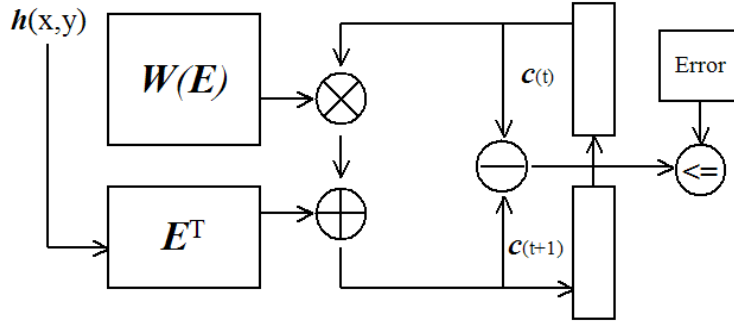 h(x,y)
W(E)
c(t)
Error
<=
E^T
c(t+1)